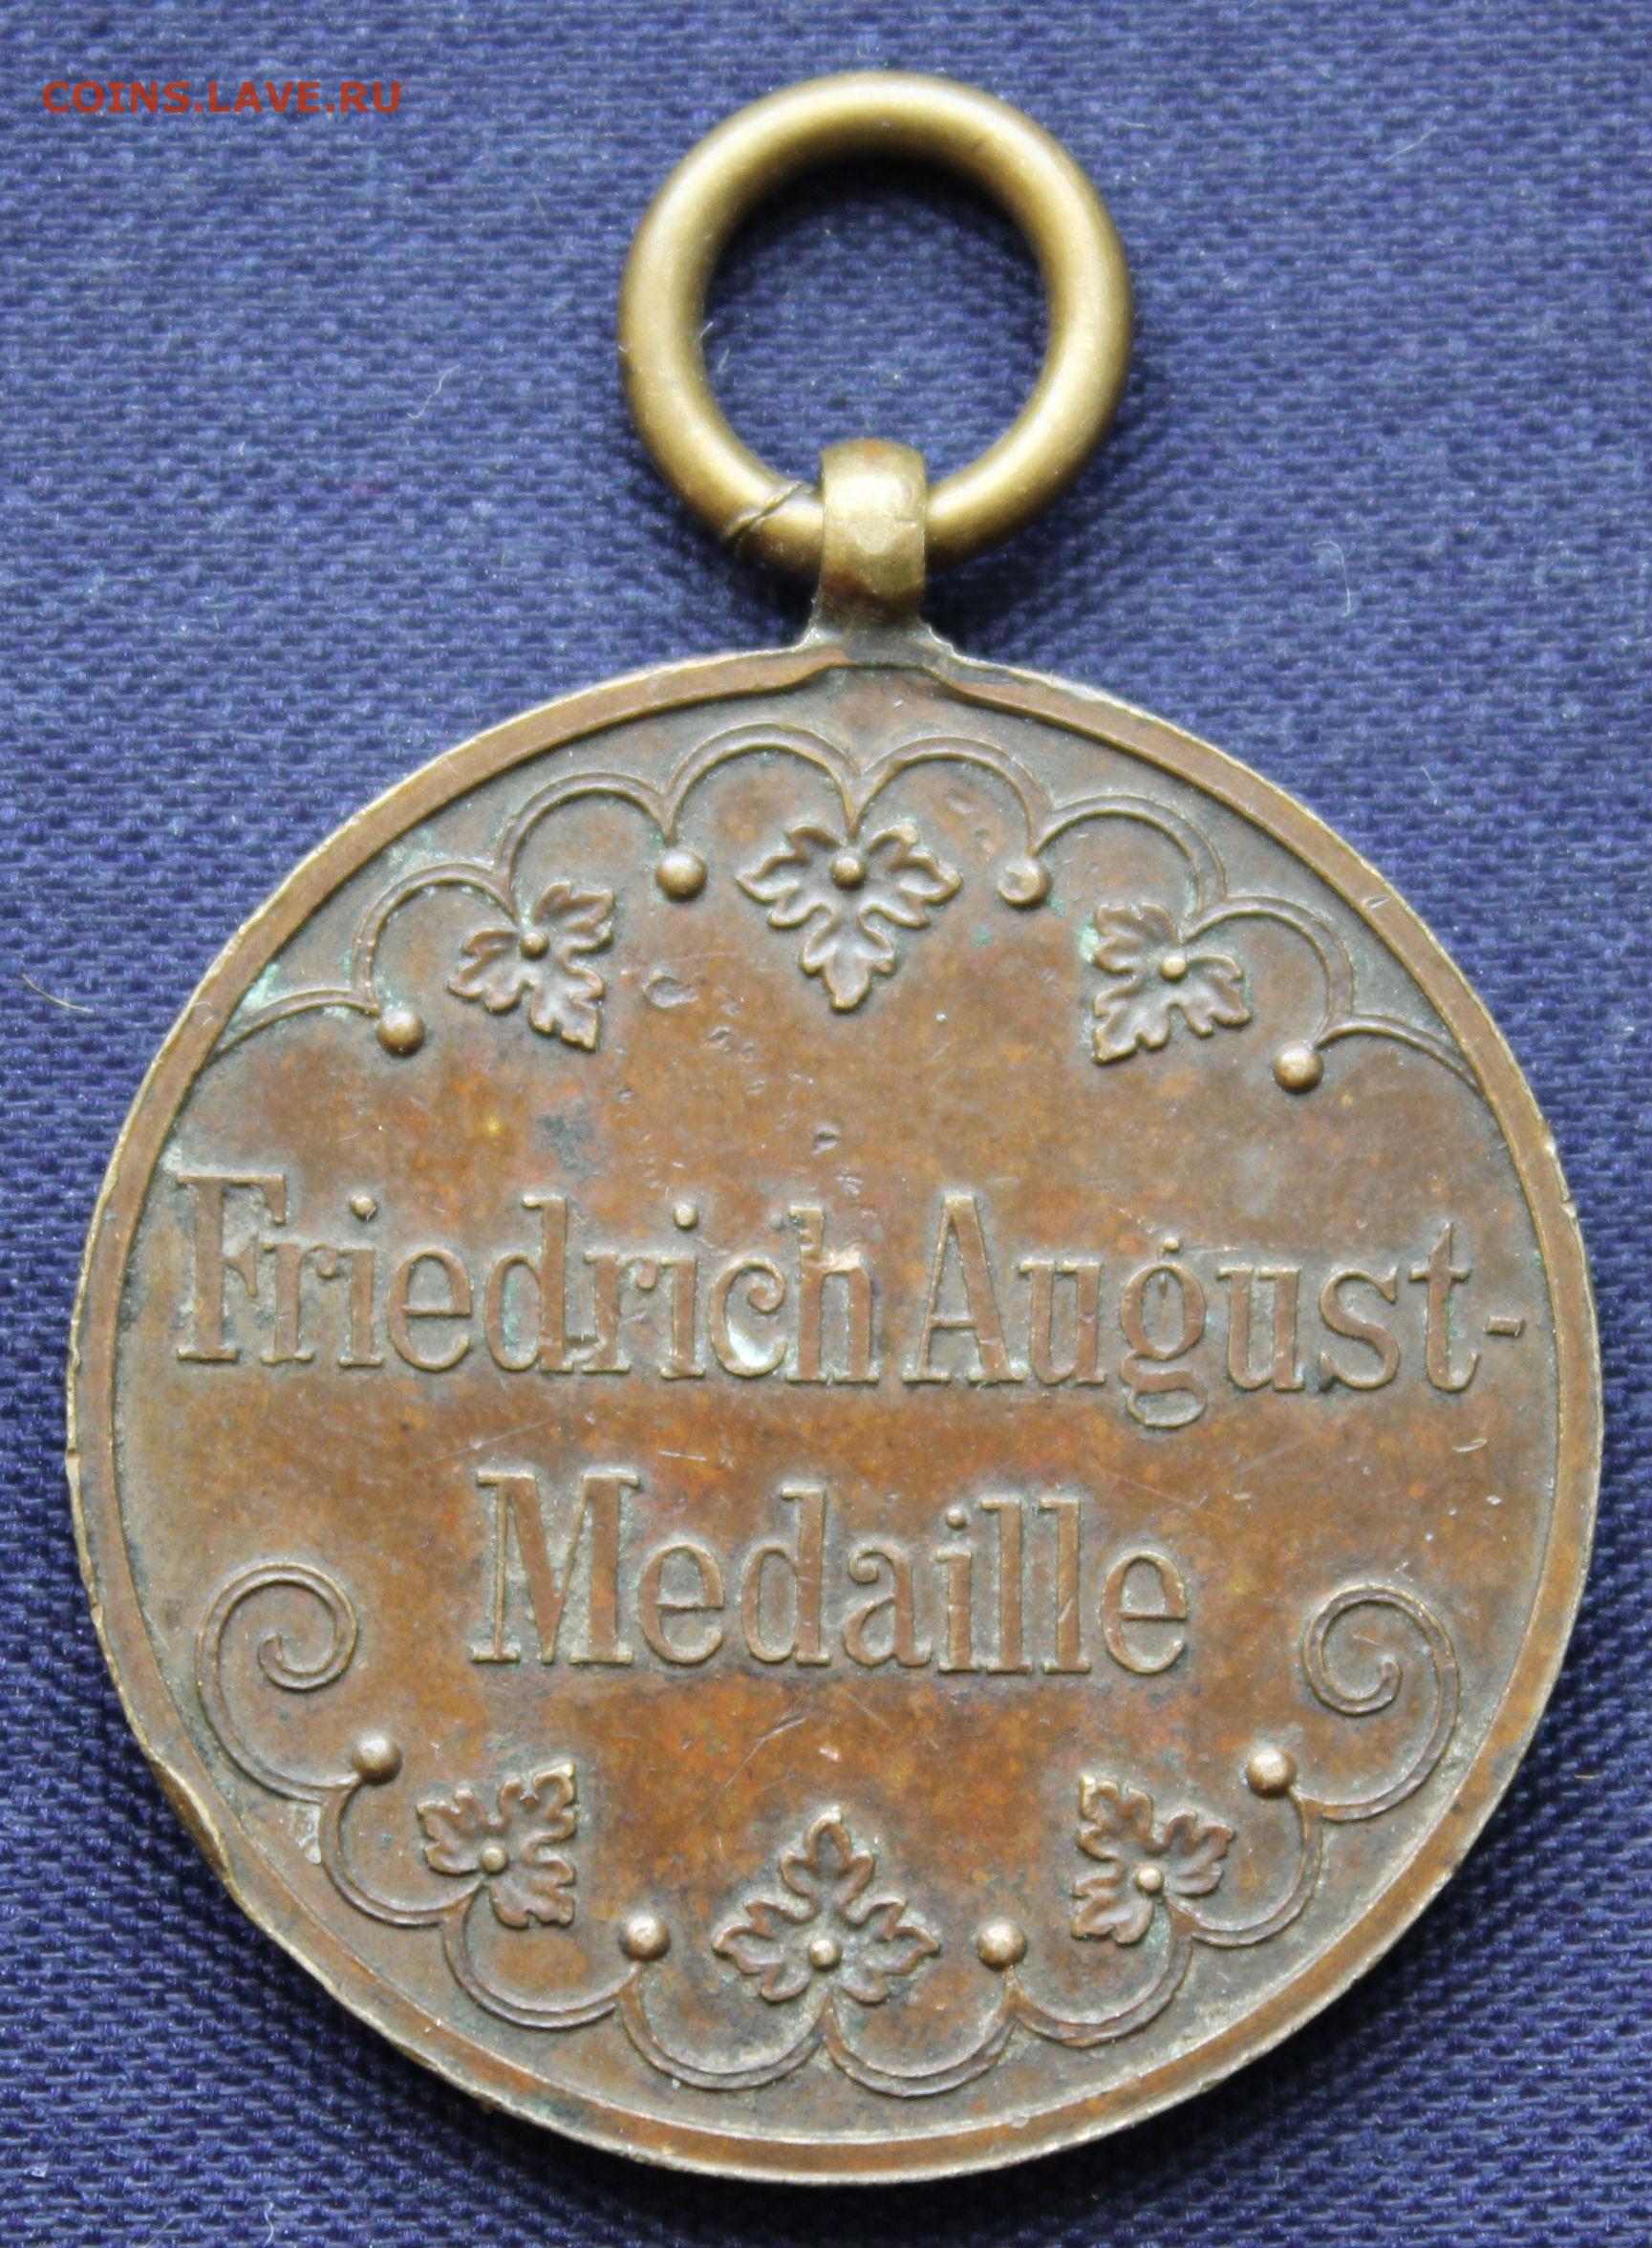 COINS.LAVE.RU
Friedrich August-
Medaille